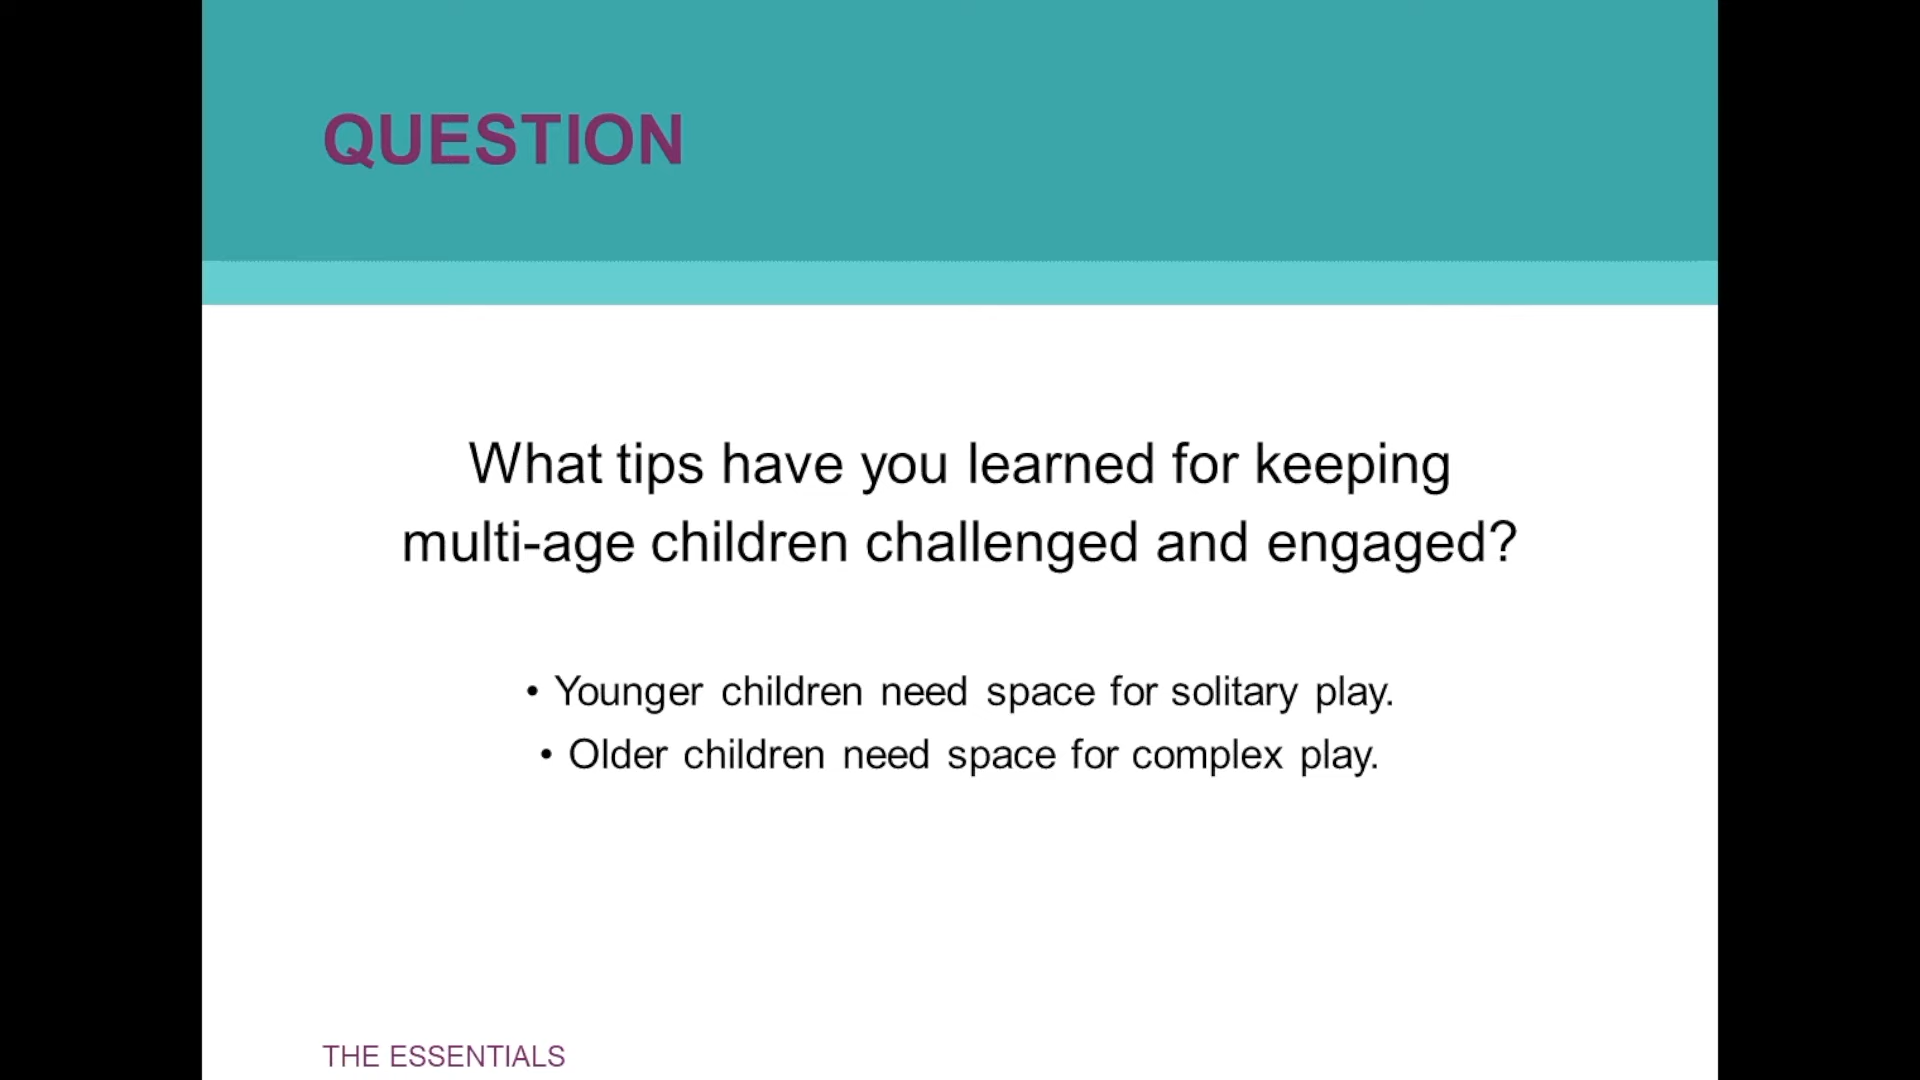 QUESTION
What tips have you learned for keeping
multi-age children challenged and engaged?
• Younger children need space for solitary play.
• Older children need space for complex play.
THE ESSENTIALS